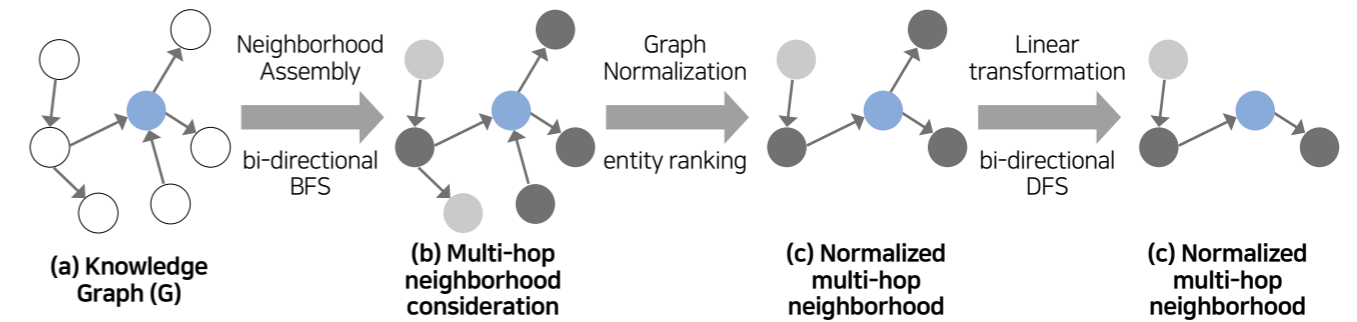 Neighborhood
Assembly
bi-directional
BFS
Graph
Normalization
entity ranking
Linear
transformation
bi-directional
DFS
(a) Knowledge
Graph (G)
(b) Multi-hop
neighborhood
consideration
(c) Normalized
multi-hop
neighborhood
(c) Normalized
multi-hop
neighborhood